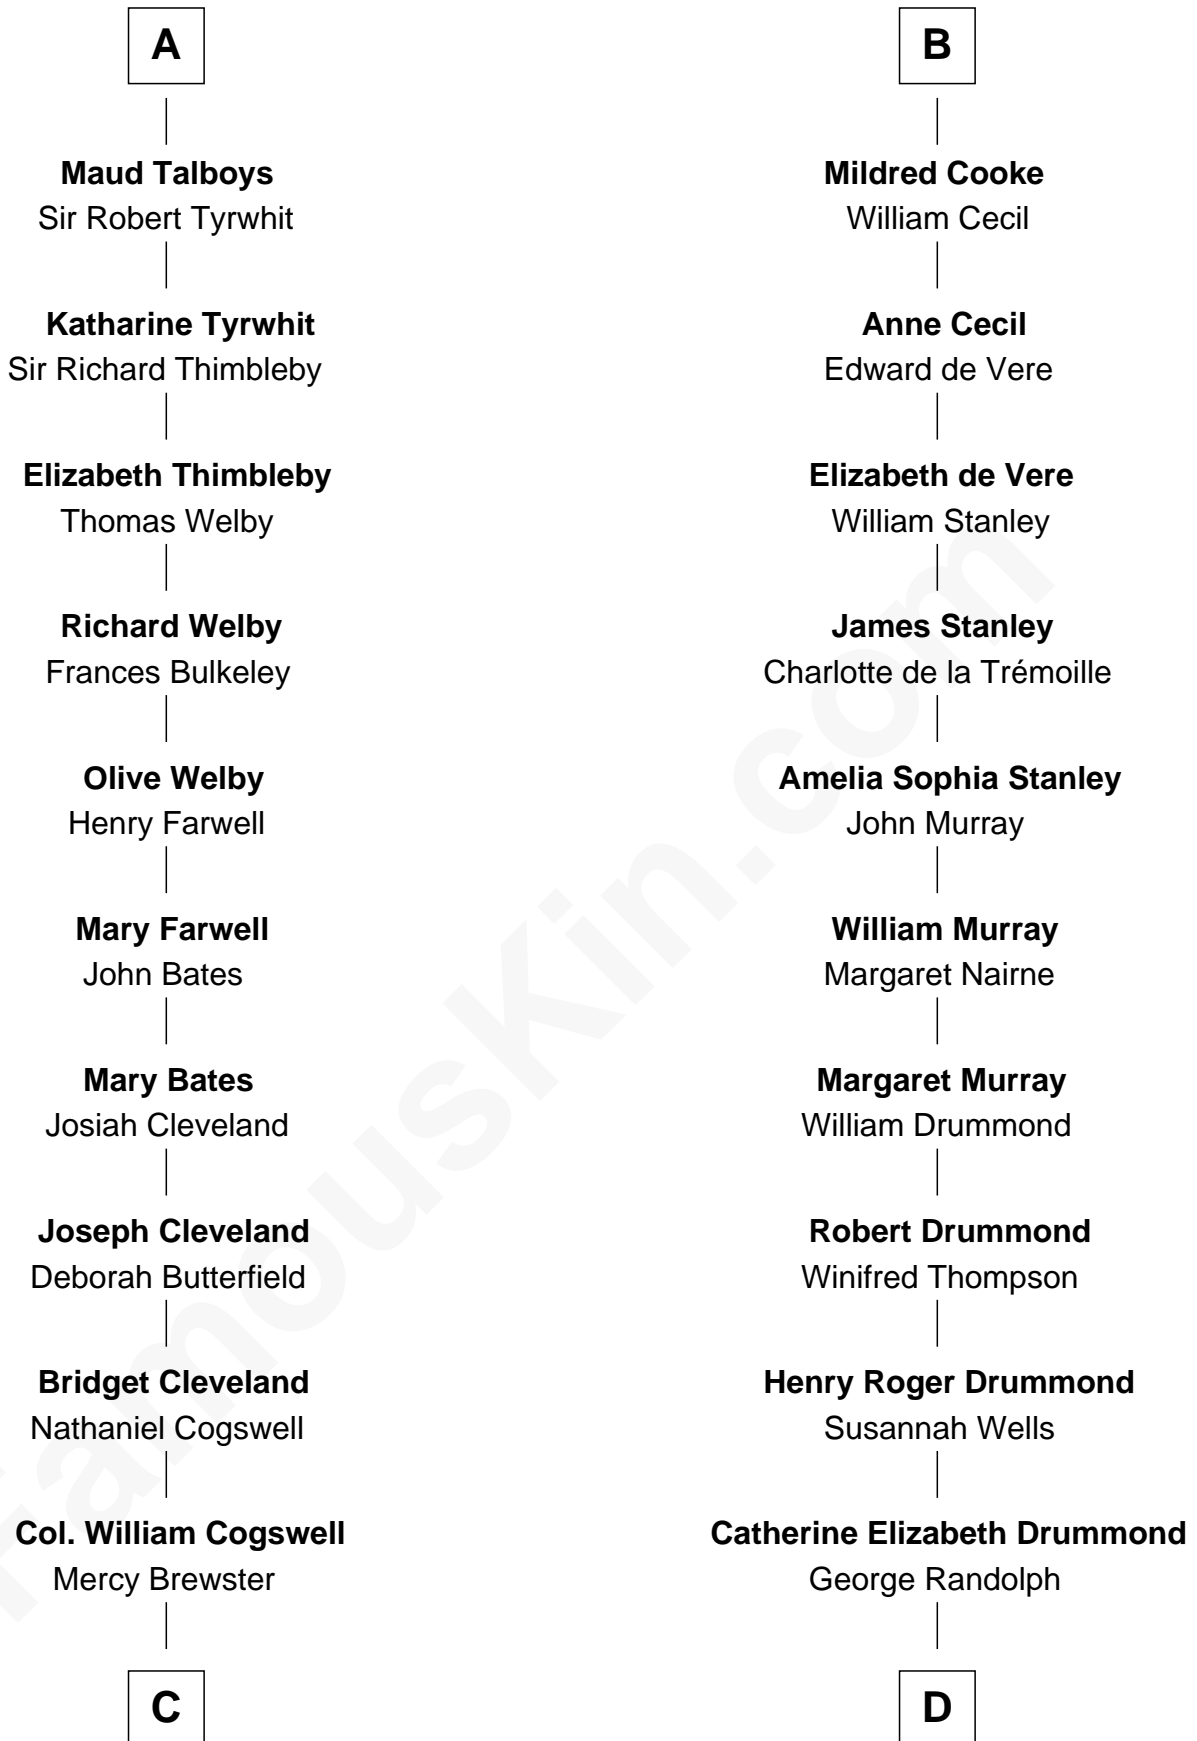 A
Maud Talboys
Sir Robert Tyrwhit
Katharine Tyrwhit
Sir Richard Thimbleby
Elizabeth Thimbleby
Thomas Welby
Richard Welby
Frances Bulkeley
Olive Welby
Henry Farwell
Mary Farwell
John Bates
Mary Bates
Josiah Cleveland
Joseph Cleveland
Deborah Butterfield
Bridget Cleveland
Nathaniel Cogswell
Col. William Cogswell
Mercy Brewster
C
B
Mildred Cooke
William Cecil
Anne Cecil
Edward de Vere
Elizabeth de Vere
William Stanley
James Stanley
Charlotte de la Trémoille
Amelia Sophia Stanley
John Murray
William Murray
Margaret Nairne
Margaret Murray
William Drummond
Robert Drummond
Winifred Thompson
Henry Roger Drummond
Susannah Wells
Catherine Elizabeth Drummond
George Randolph
D
FamousKin.com